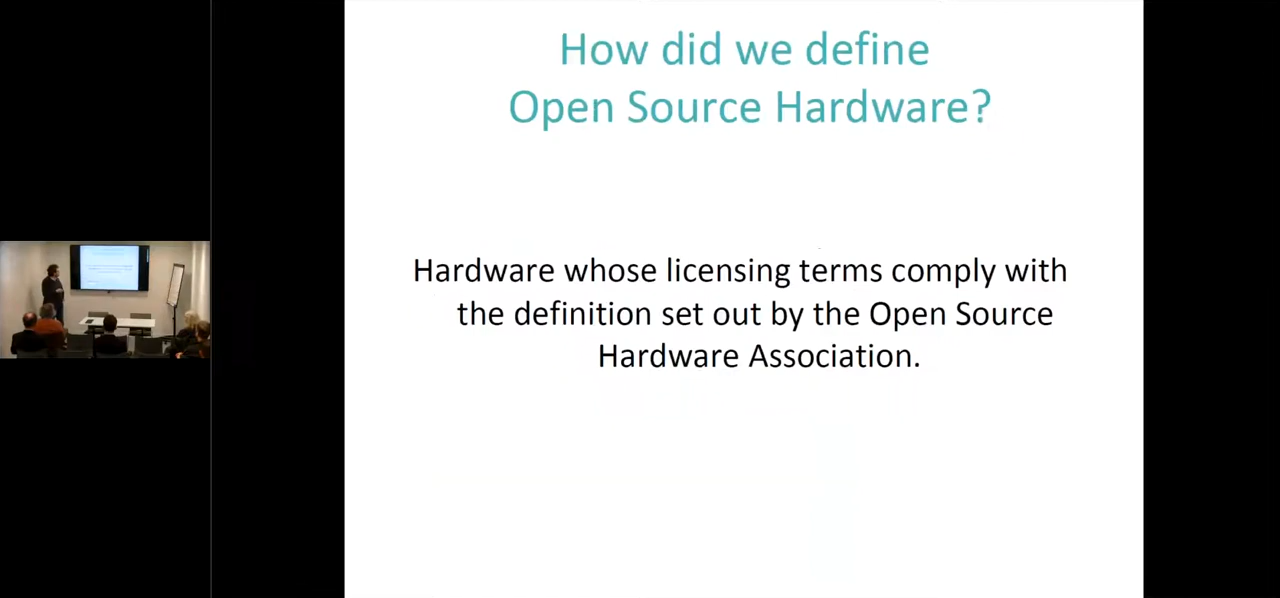 How did we define
Open Source Hardware?
Hardware whose licensing terms comply with
the definition set out by the Open Source
Hardware Association.